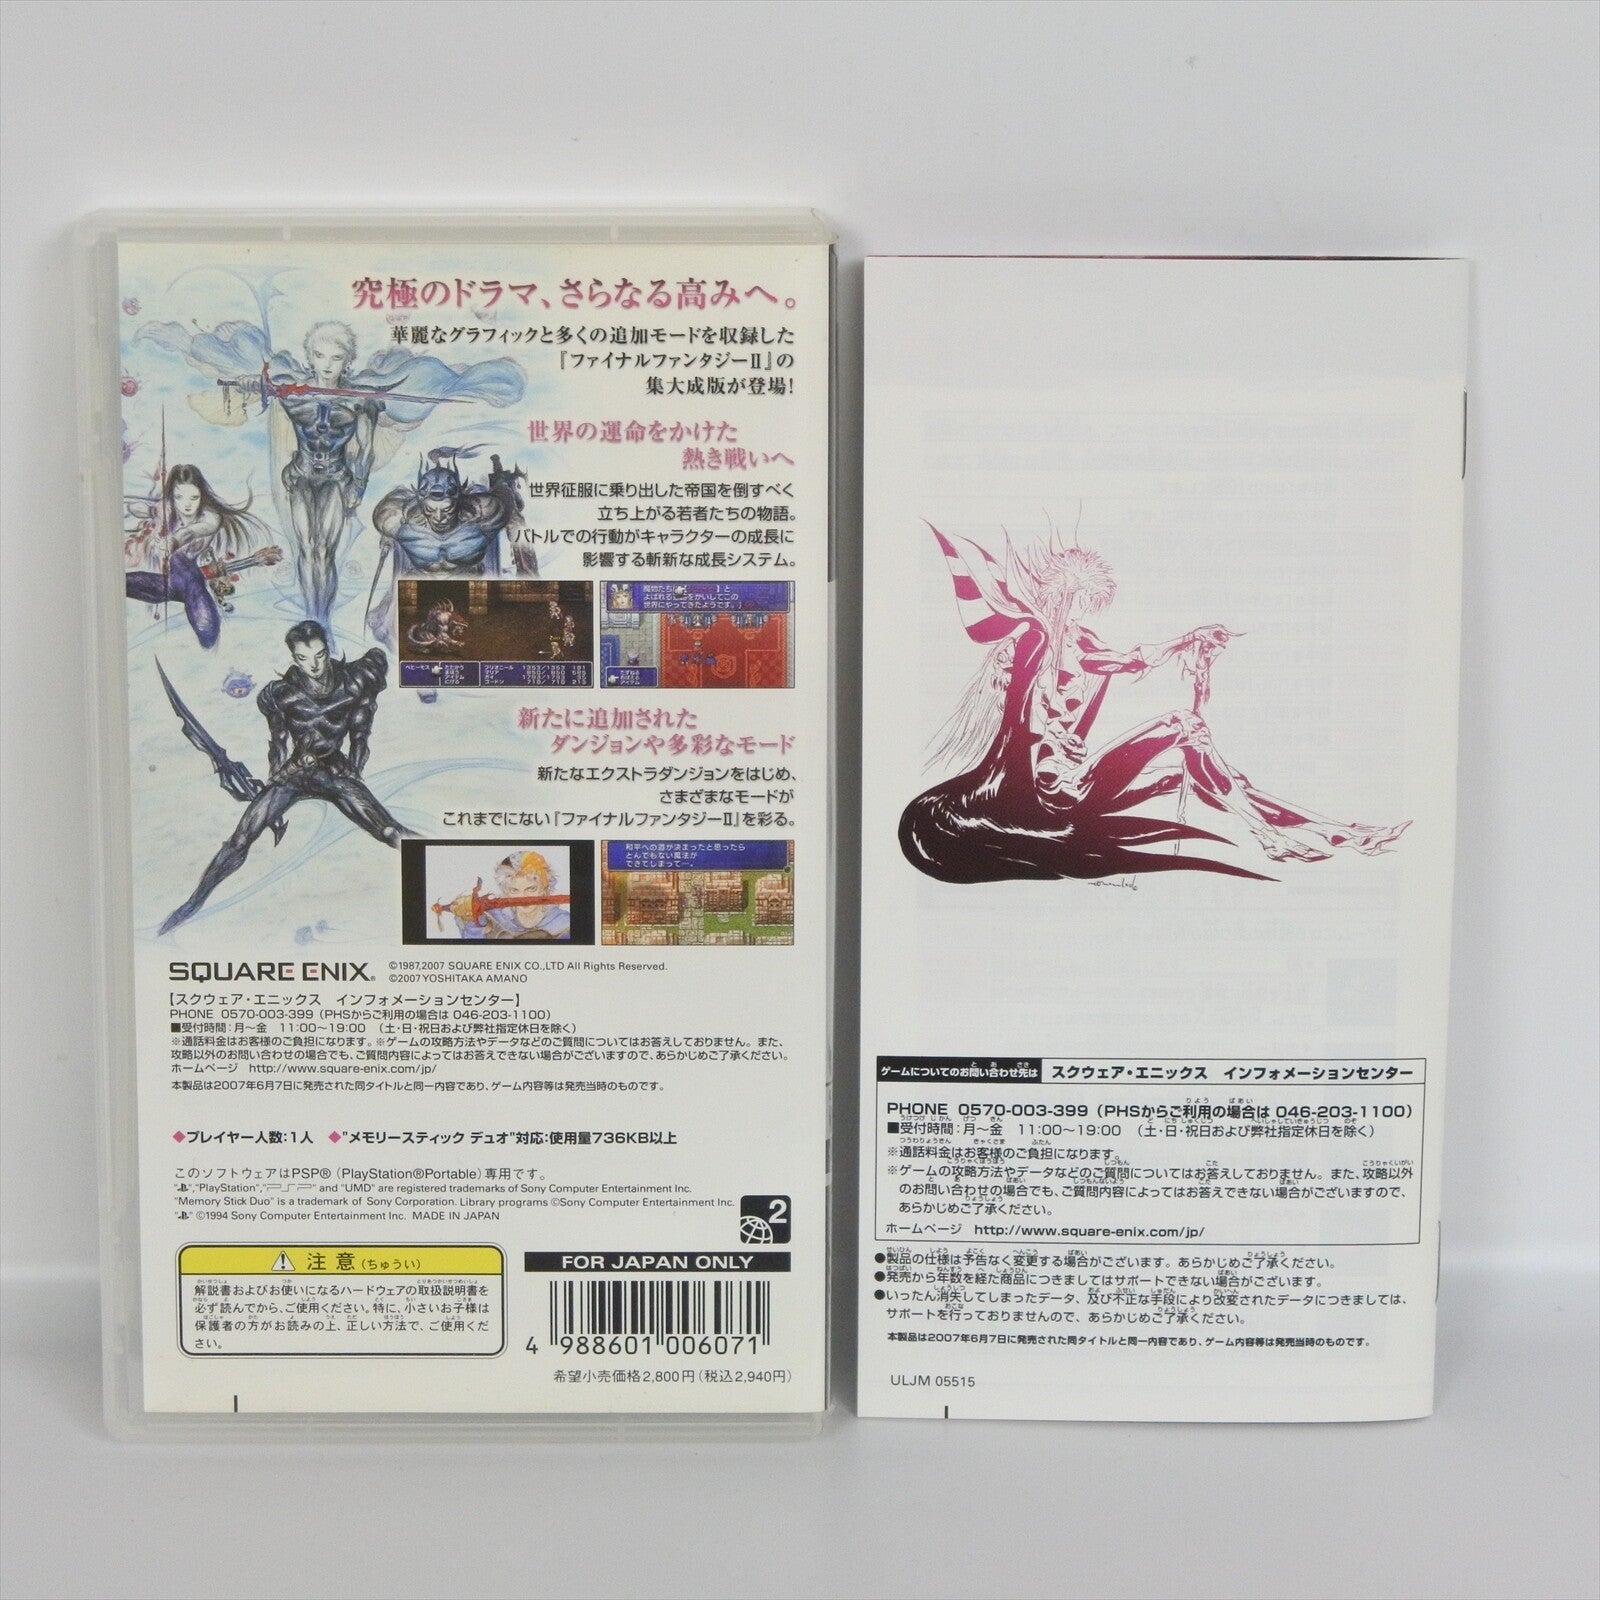 究極のドラマ、さらなる高みへ。
華麗なグラフィックと多くの追加モードを収録した
『ファイナルファンタジーII』の
集大成版が登場!
世界の運命をかけた
熱き戦いへ
世界征服に乗り出した帝国を倒すべく
立ち上がる若者たちの物語。
バトルでの行動がキャラクターの成長に
影響する斬新な成長システム。
新たに追加された
ダンジョンや多彩なモード
新たなエクストラダンジョンをはじめ、
さまざまなモードが
これまでにない『ファイナルファンタジーII』を彩る。
和平への道が決まったと思ったら
とんでもない魔法が
できてしまって…。
SQUARE ENIX®
©1987,2007 SQUARE ENIX CO.,LTD All Rights Reserved.
©2007 YOSHITAKA AMANO
【スクウェア・エニックス インフォメーションセンター】
PHONE 0570-003-399 (PHSからご利用の場合は 046-203-1100)
■受付時間:月~金 11:00~19:00 (土・日・祝日および弊社指定休日を除く)
※通話料金はお客様のご負担になります。※ゲームの攻略方法やデータなどのご質問についてはお答えしておりません。また、
攻略以外のお問い合わせの場合でも、ご質問内容によってはお答えできない場合がございますので、あらかじめご了承ください。
ホームページ http://www.square-enix.com/jp/
本製品は2007年6月7日に発売された同タイトルと同一内容であり、ゲーム内容等は発売当時のものです。
◆プレイヤー人数:1人 ◆"メモリースティック デュオ"対応:使用量736KB以上
このソフトウェアはPSP®(PlayStation®Portable)専用です。
"","PlayStation","PSP" and "UMD" are registered trademarks of Sony Computer Entertainment Inc.
"Memory Stick Duo" is a trademark of Sony Corporation. Library programs ©Sony Computer Entertainment Inc.
"" ©1994 Sony Computer Entertainment Inc. MADE IN JAPAN
2
注意(ちゅうい)
解説書およびお使いになるハードウェアの取扱説明書を
必ず読んでから、ご使用ください。特に、小さいお子様は
保護者の方がお読みの上、正しい方法で、ご使用くだ
さい。
FOR JAPAN ONLY
4 988601 006071
希望小売価格2,800円(税込2,940円)
ゲームについてのお問い合わせ先は スクウェア・エニックス インフォメーションセンター
PHONE 0570-003-399 (PHSからご利用の場合は 046-203-1100)
■受付時間:月~金 11:00~19:00 (土・日・祝日および弊社指定休日を除く)
※通話料金はお客様のご負担になります。
※ゲームの攻略方法やデータなどのご質問についてはお答えしておりません。また、攻略以外
のお問い合わせの場合でも、ご質問内容によってはお答えできない場合がございますので、
あらかじめご了承ください。
ホームページ http://www.square-enix.com/jp/
●製品の仕様は予告なく変更する場合がございます。あらかじめご了承ください。
●発売から年数を経た商品につきましてはサポートできない場合がございます。
●いったん消失してしまったデータ、及び不正な手段により改変されたデータにつきましては、
サポートを行っておりませんので、あらかじめご了承ください。
本製品は2007年6月7日に発売された同タイトルと同一内容であり、ゲーム内容等は発売当時のものです。
ULJM 05515